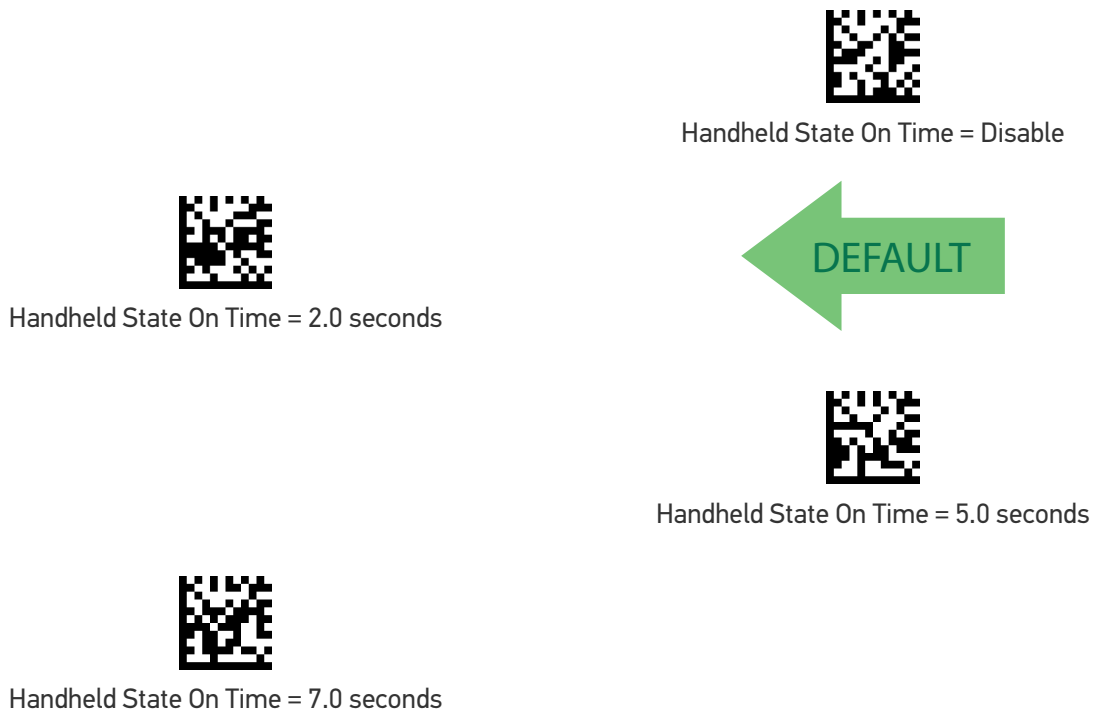 Handheld State On Time = Disable
DEFAULT
Handheld State On Time = 2.0 seconds
Handheld State On Time = 5.0 seconds
Handheld State On Time = 7.0 seconds